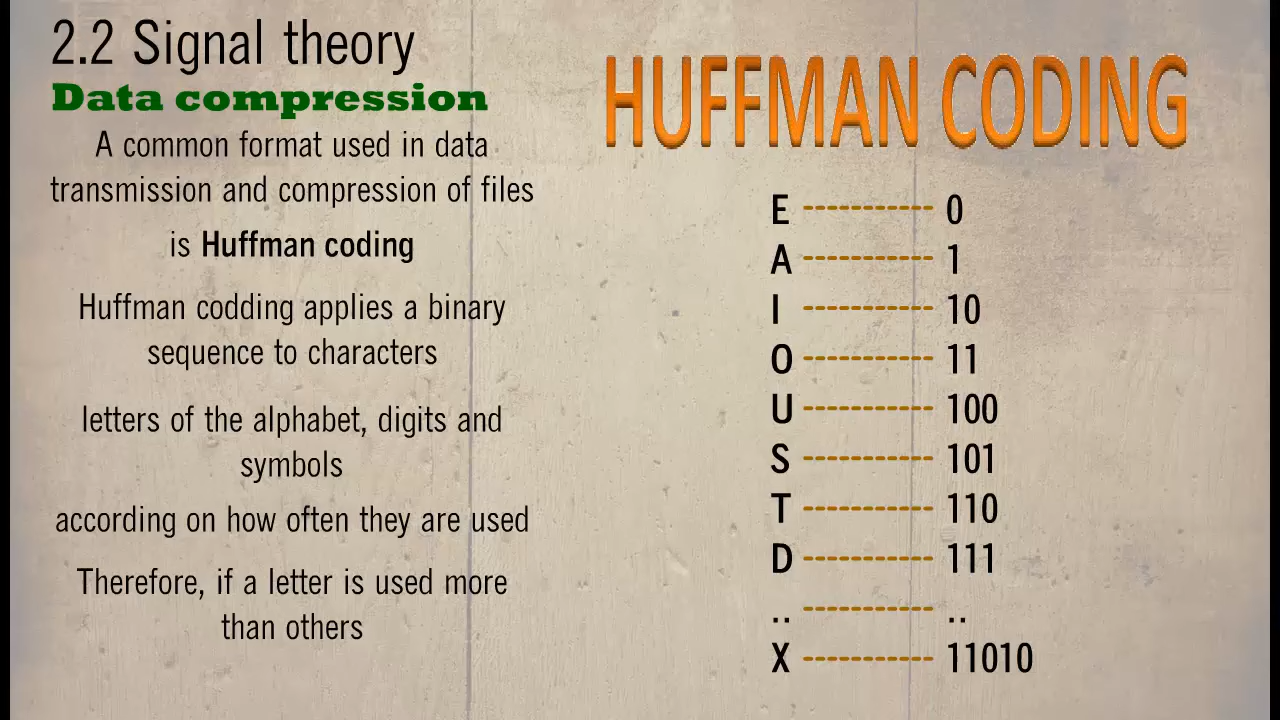 2.2 Signal theory
Data compression
A common format used in data
transmission and compression of files
is Huffman coding
Huffman codding applies a binary
sequence to characters
letters of the alphabet, digits and
symbols
according on how often they are used
Therefore, if a letter is used more
than others
HUFFMAN CODING
E ----------- 0
A ----------- 1
I ----------- 10
O ----------- 11
U ----------- 100
S ----------- 101
T ----------- 110
D ----------- 111
.. ----------- ..
X ----------- 11010